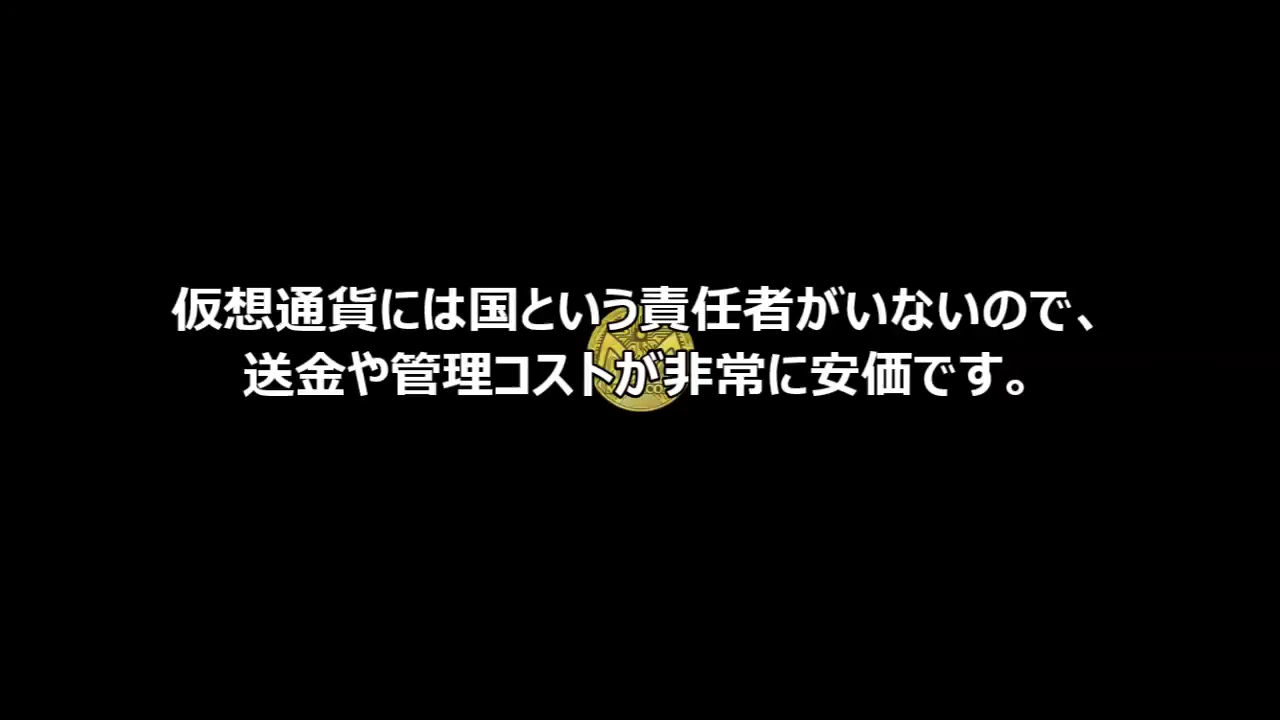 仮想通貨には国という責任者がいないので、
送金や管理コストが非常に安価です。